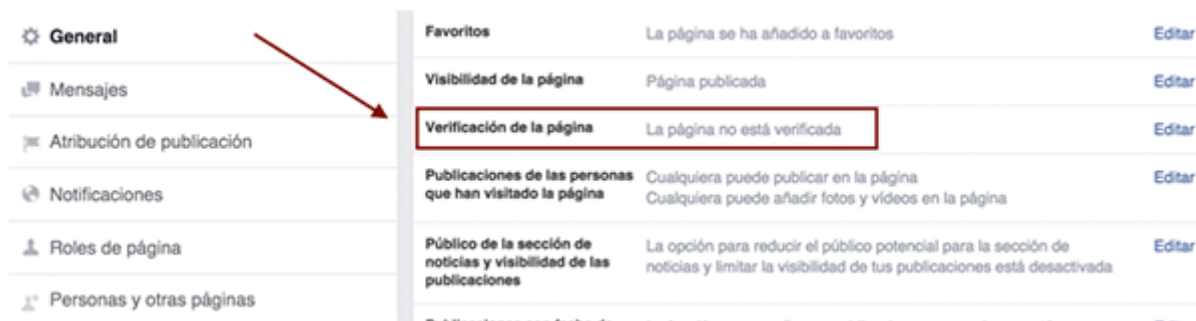 General
Mensajes
Atribución de publicación
Notificaciones
Roles de página
Personas y otras páginas
Favoritos La página se ha añadido a favoritos Editar
Visibilidad de la página Página publicada Editar
Verificación de la página La página no está verificada Editar
Publicaciones de las personas Cualquiera puede publicar en la página Editar
que han visitado la página Cualquiera puede añadir fotos y vídeos en la página
Público de la sección de La opción para reducir el público potencial para la sección de Editar
noticias y visibilidad de las noticias y limitar la visibilidad de tus publicaciones está desactivada
publicaciones